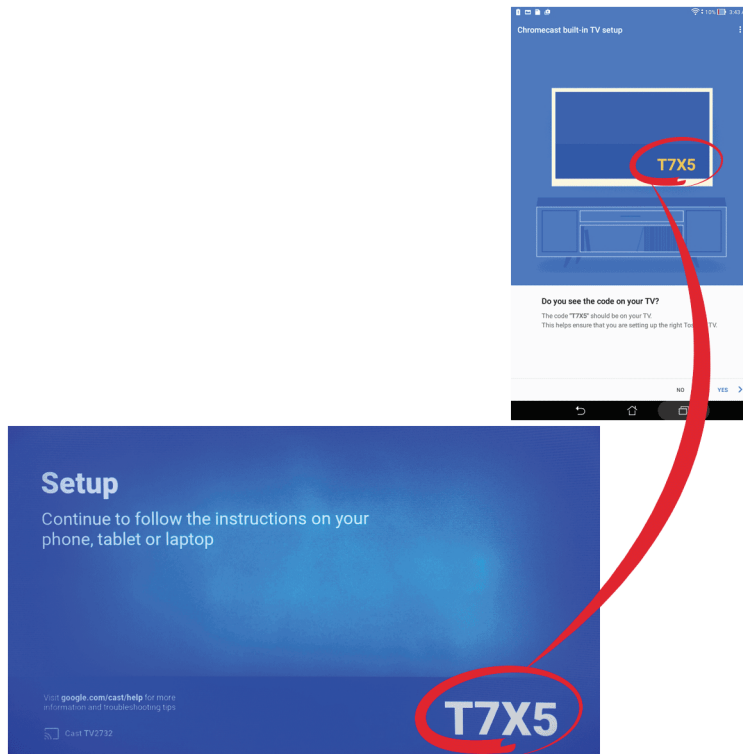 10% 3:43
Chromecast built-in TV setup
T7X5
Do you see the code on your TV?
The code "T7X5" should be on your TV.
This helps ensure that you are setting up the right TV.
NO YES
Setup
Continue to follow the instructions on your
phone, tablet or laptop
Visit google.com/cast/help for more
information and troubleshooting tips
Cast TV2732
T7X5